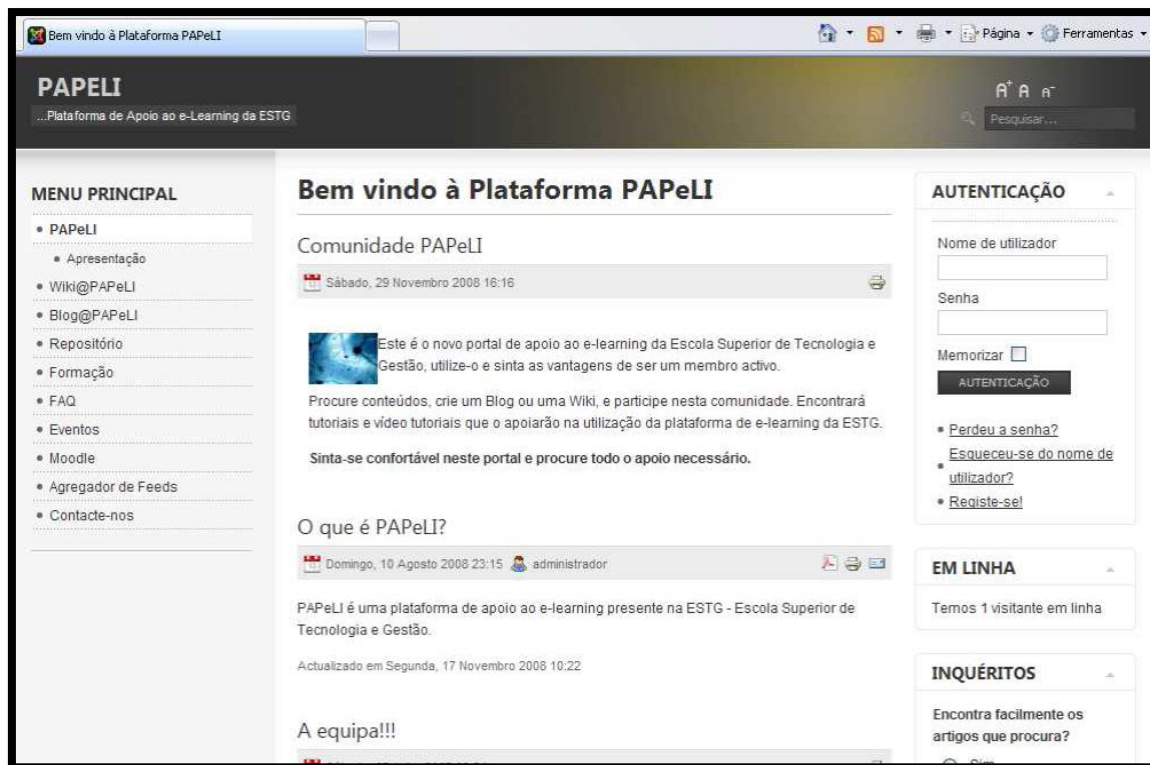 Bem vindo à Plataforma PAPeLI
Página
Ferramentas
PAPELI
...Plataforma de Apoio ao e-Learning da ESTG
A+ A A-
Pesquisar...
MENU PRINCIPAL
PAPeLI
Apresentação
Wiki@PAPeLI
Blog@PAPeLI
Repositório
Formação
FAQ
Eventos
Moodle
Agregador de Feeds
Contacte-nos
Bem vindo à Plataforma PAPeLI
Comunidade PAPeLI
Sábado, 29 Novembro 2008 16:16
Este é o novo portal de apoio ao e-learning da Escola Superior de Tecnologia e
Gestão, utilize-o e sinta as vantagens de ser um membro activo.
Procure conteúdos, crie um Blog ou uma Wiki, e participe nesta comunidade. Encontrará
tutoriais e vídeo tutoriais que o apoiarão na utilização da plataforma de e-learning da ESTG.
Sinta-se confortável neste portal e procure todo o apoio necessário.
O que é PAPeLI?
Domingo, 10 Agosto 2008 23:15 administrador
PAPeLI é uma plataforma de apoio ao e-learning presente na ESTG - Escola Superior de
Tecnologia e Gestão.
Actualizado em Segunda, 17 Novembro 2008 10:22
A equipa!!!
AUTENTICAÇÃO
Nome de utilizador
Senha
Memorizar
AUTENTICAÇÃO
Perdeu a senha?
Esqueceu-se do nome de
utilizador?
Registe-se!
EM LINHA
Temos 1 visitante em linha
INQUÉRITOS
Encontra facilmente os
artigos que procura?
Sim